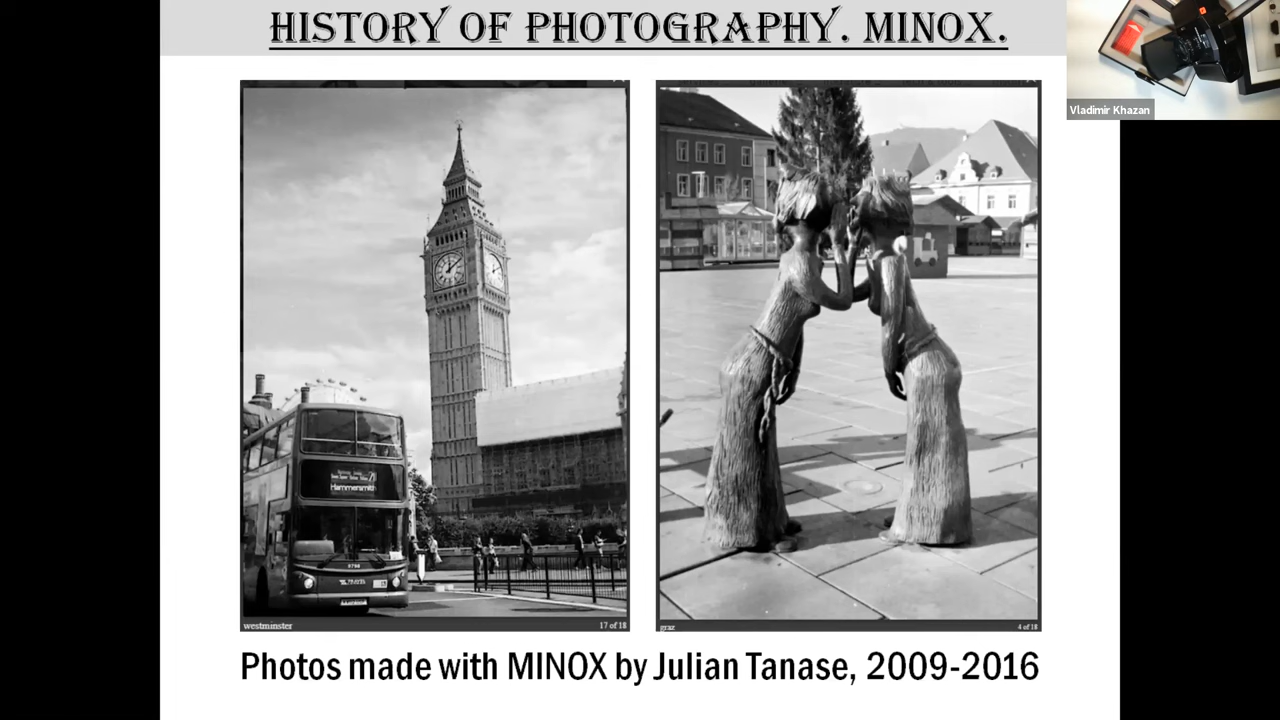 HISTORY OF PHOTOGRAPHY. MINOX.
Vladimir Khazan
Hammersmith
westminster
17 of 18
graz
4 of 18
Photos made with MINOX by Julian Tanase, 2009-2016